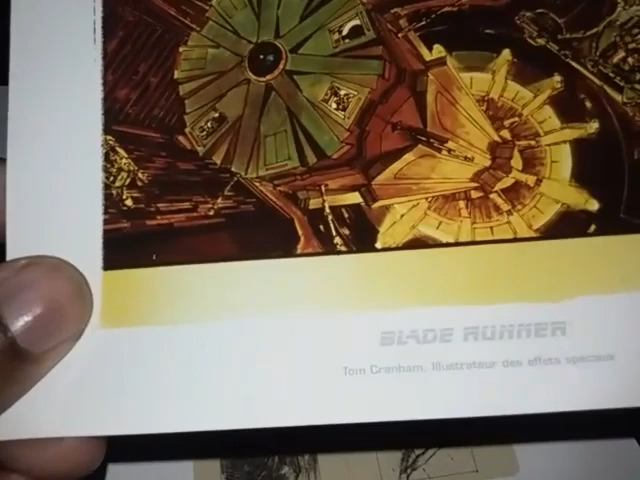 BLADE RUNNER
Tom Cranham, Illustrateur des effets spéciaux